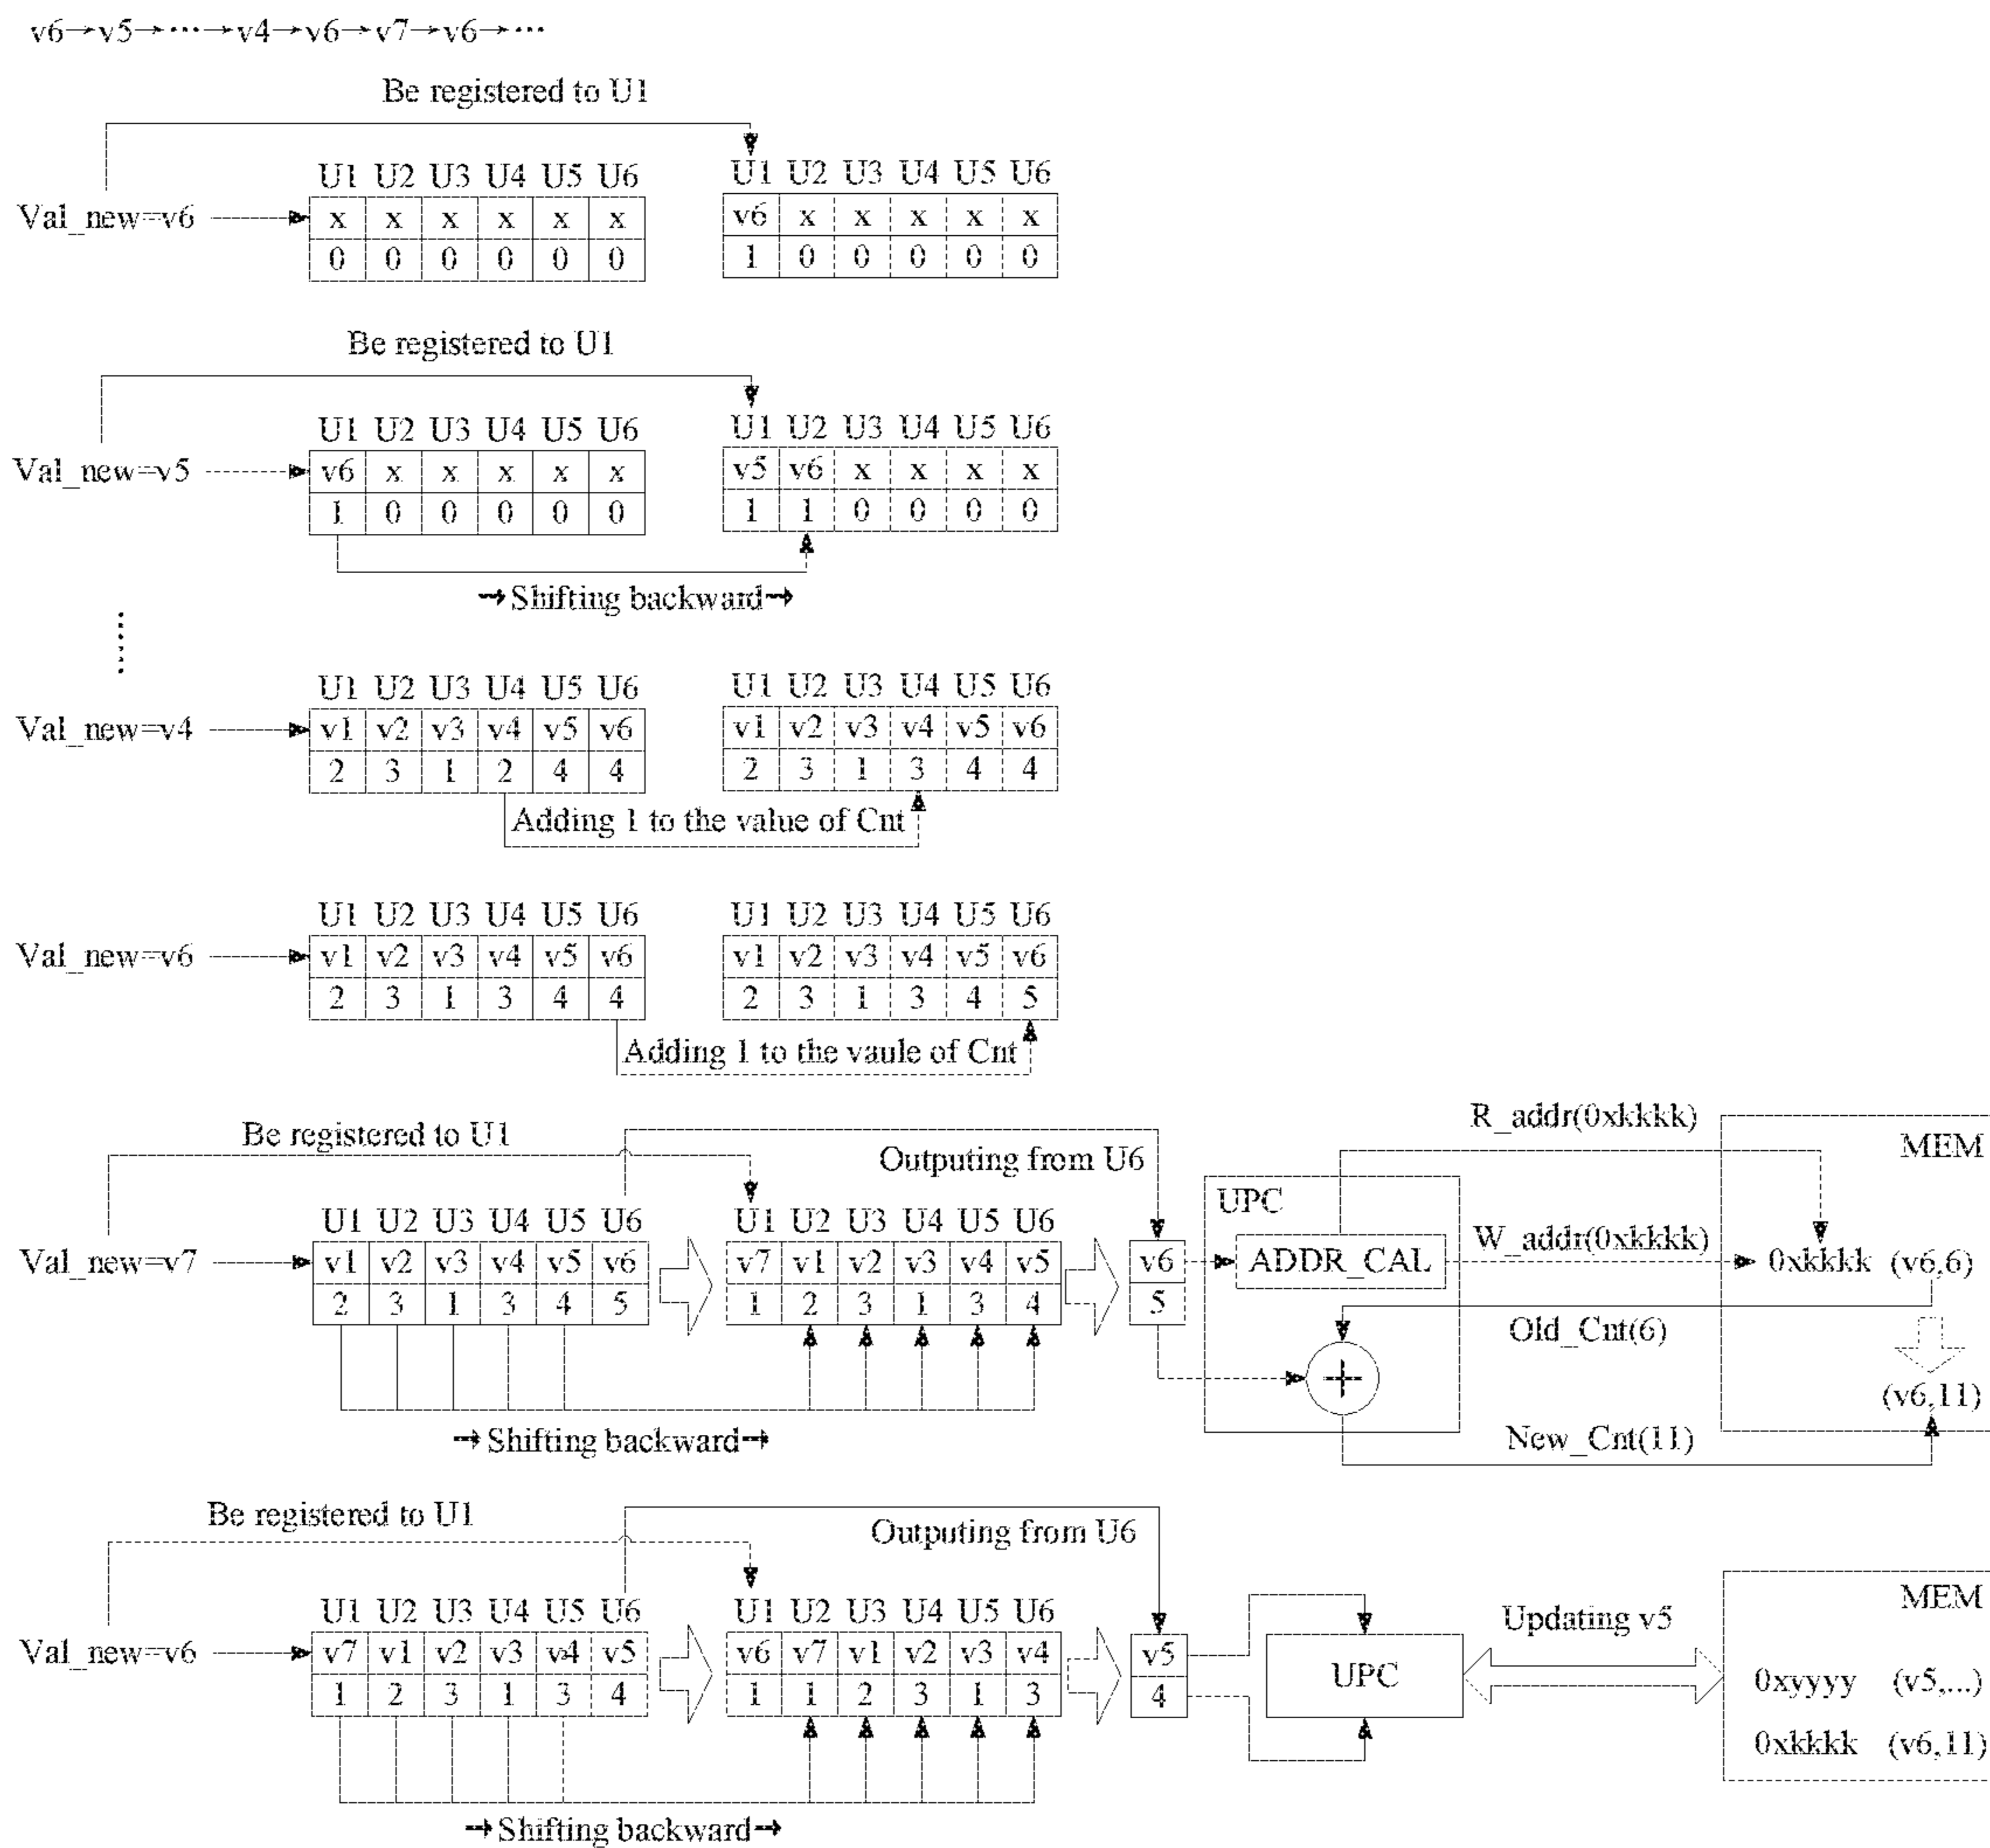 v6→v5→···→v4→v6→v7→v6→···
Be registered to U1
U1 U2 U3 U4 U5 U6
U1 U2 U3 U4 U5 U6
Val_new=v6
x x x x x x
v6 x x x x x
0 0 0 0 0 0
1 0 0 0 0 0
Be registered to U1
U1 U2 U3 U4 U5 U6
U1 U2 U3 U4 U5 U6
Val_new=v5
v6 x x x x x
v5 v6 x x x x
1 0 0 0 0 0
1 1 0 0 0 0
→Shifting backward→
......
U1 U2 U3 U4 U5 U6
U1 U2 U3 U4 U5 U6
Val_new=v4
v1 v2 v3 v4 v5 v6
v1 v2 v3 v4 v5 v6
2 3 1 2 4 4
2 3 1 3 4 4
Adding 1 to the value of Cnt
U1 U2 U3 U4 U5 U6
U1 U2 U3 U4 U5 U6
Val_new=v6
v1 v2 v3 v4 v5 v6
v1 v2 v3 v4 v5 v6
2 3 1 3 4 4
2 3 1 3 4 5
Adding 1 to the vaule of Cnt
R_addr(0xkkkk)
Be registered to U1
Outputing from U6
MEM
UPC
U1 U2 U3 U4 U5 U6
U1 U2 U3 U4 U5 U6
W_addr(0xkkkk)
Val_new=v7
v1 v2 v3 v4 v5 v6
v7 v1 v2 v3 v4 v5
v6
ADDR_CAL
0xkkkk (v6,6)
2 3 1 3 4 5
1 2 3 1 3 4
5
Old_Cnt(6)
+
(v6,11)
→Shifting backward→
New_Cnt(11)
Be registered to U1
Outputing from U6
MEM
U1 U2 U3 U4 U5 U6
U1 U2 U3 U4 U5 U6
Updating v5
Val_new=v6
v7 v1 v2 v3 v4 v5
v6 v7 v1 v2 v3 v4
v5
UPC
0xyyyy (v5,...)
1 2 3 1 3 4
1 1 2 3 1 3
4
0xkkkk (v6,11)
→Shifting backward→